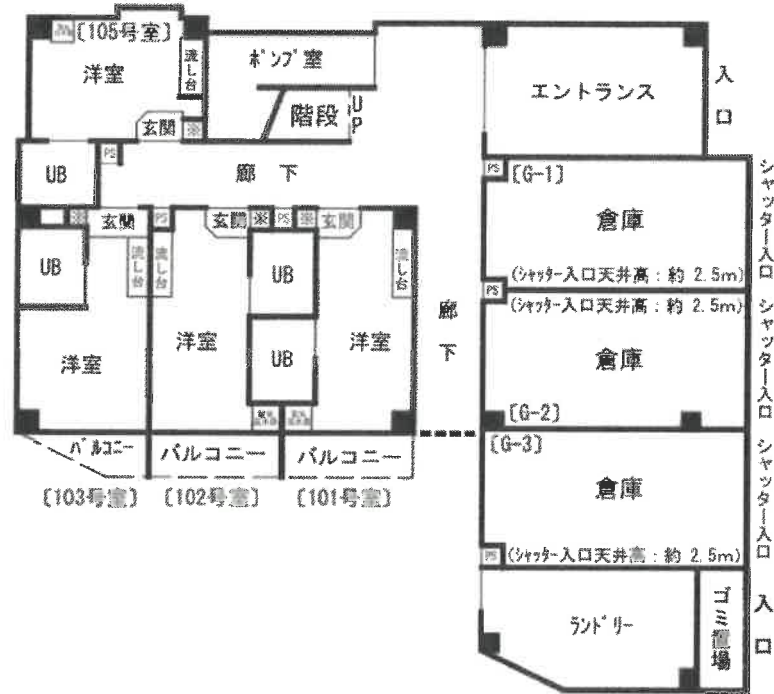 [105号室]
洋室
流し台
玄関
※
PS
UB
ポンプ室
階段
UP
エントランス
入口
廊下
PS
[G-1]
倉庫
(シャッター入口天井高：約 2.5m)
シャッター入口
※
玄関
UB
流し台
洋室
バルコニー
[103号室]
PS
玄関
※
流し台
洋室
UB
バルコニー
[102号室]
PS
※
玄関
UB
流し台
洋室
バルコニー
[101号室]
廊下
PS
(シャッター入口天井高：約 2.5m)
倉庫
[G-2]
シャッター入口
[G-3]
倉庫
PS
(シャッター入口天井高：約 2.5m)
シャッター入口
ランドリー
ゴミ置場
入口